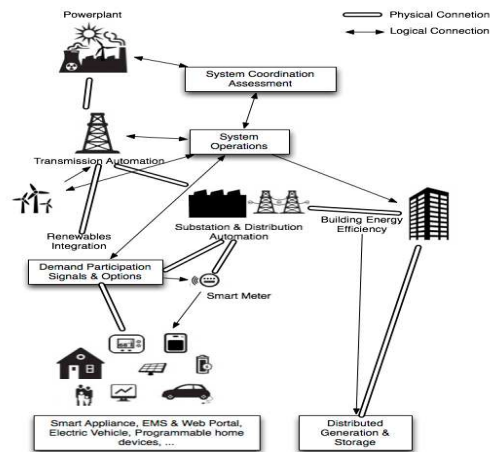 Powerplant
Physical Connetion
Logical Connection
System Coordination
Assessment
System
Operations
Transmission Automation
Substation & Distribution
Automation
Building Energy
Efficiency
Renewables
Integration
Demand Participation
Signals & Options
Smart Meter
Smart Appliance, EMS & Web Portal,
Electric Vehicle, Programmable home
devices, ...
Distributed
Generation &
Storage